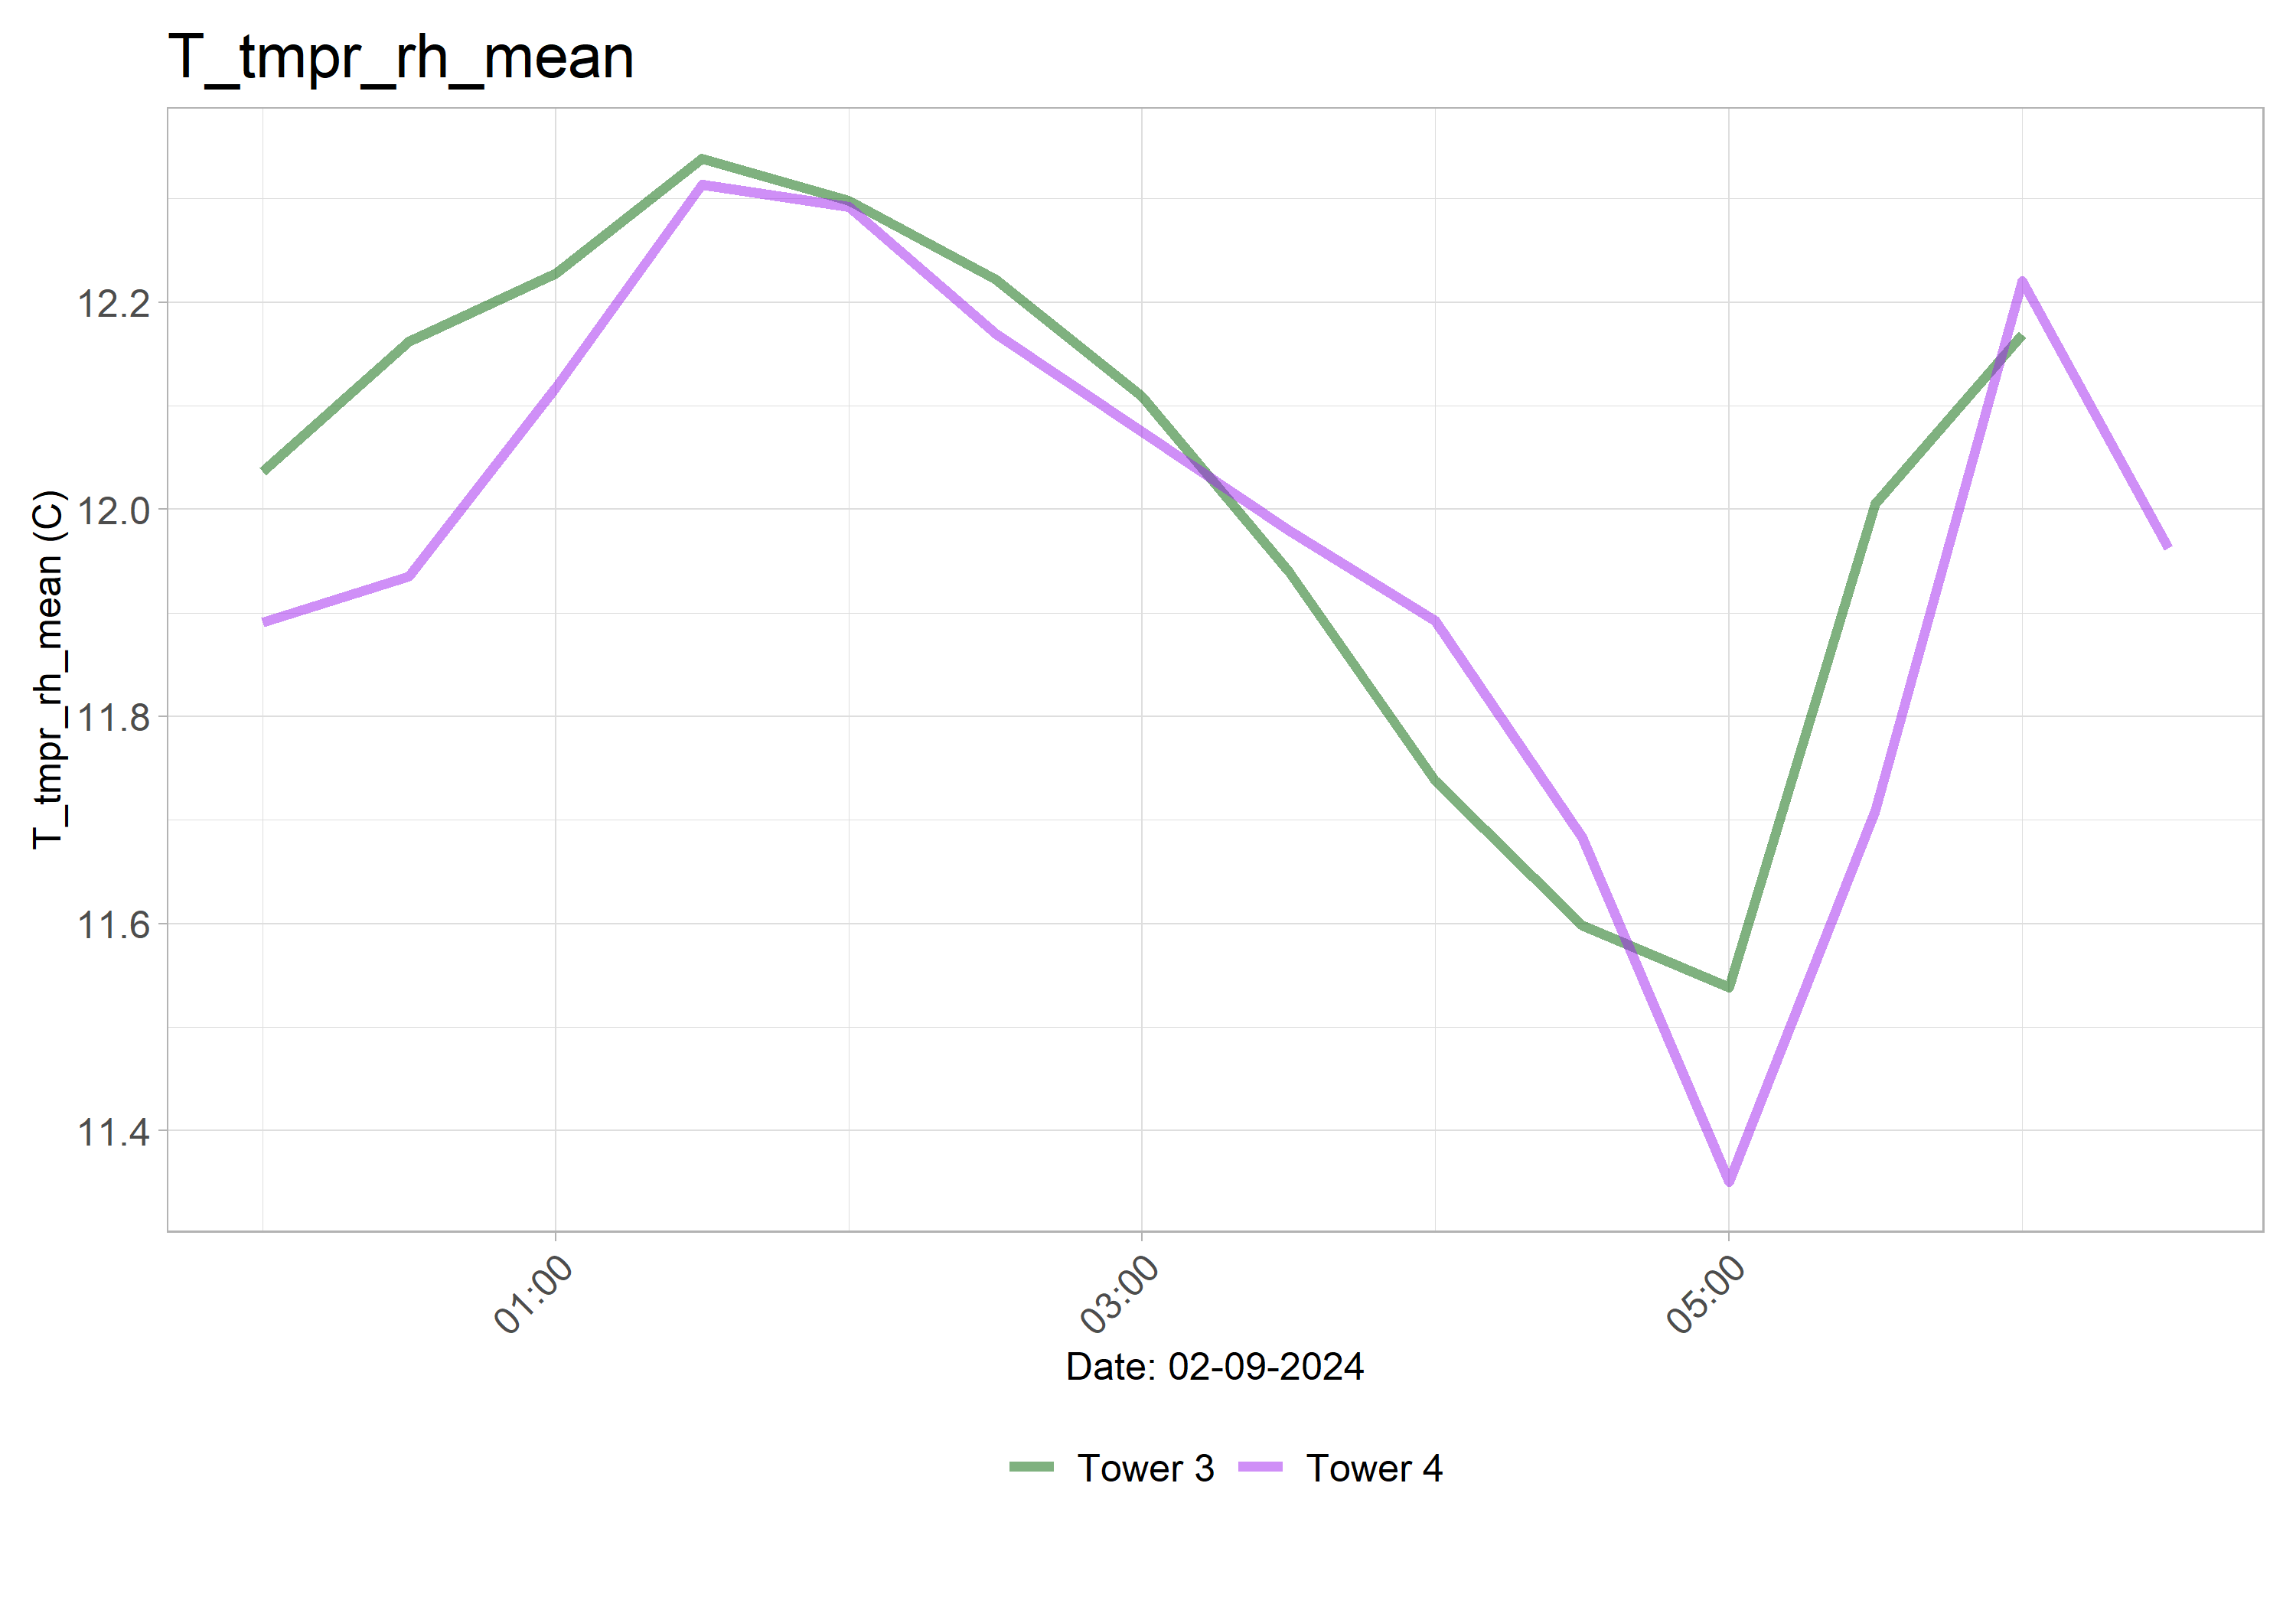 T_tmpr_rh_mean
T_tmpr_rh_mean (C)
12.2
12.0
11.8
11.6
11.4
01:00
03:00
05:00
Date: 02-09-2024
Tower 3
Tower 4